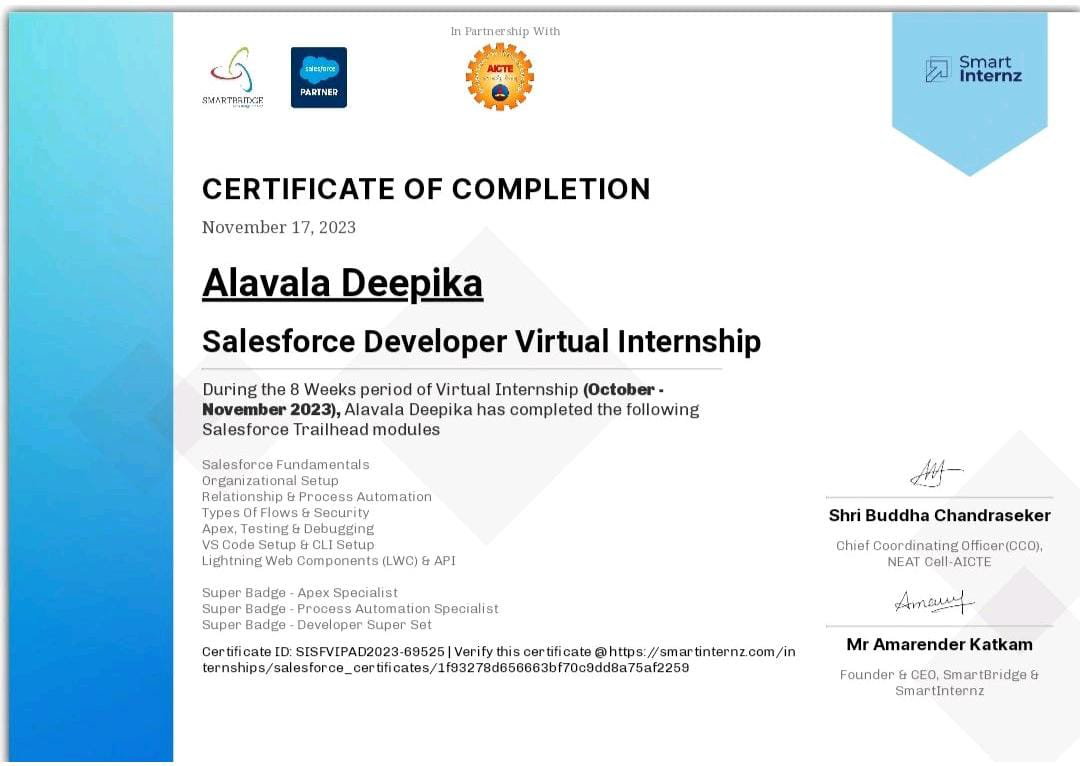 In Partnership With
SMARTBRIDGE
salesforce
PARTNER
AICTE
Smart
Internz
CERTIFICATE OF COMPLETION
November 17, 2023
Alavala Deepika
Salesforce Developer Virtual Internship
During the 8 Weeks period of Virtual Internship (October -
November 2023), Alavala Deepika has completed the following
Salesforce Trailhead modules
Salesforce Fundamentals
Organizational Setup
Relationship & Process Automation
Types Of Flows & Security
Apex, Testing & Debugging
VS Code Setup & CLI Setup
Lightning Web Components (LWC) & API
Super Badge - Apex Specialist
Super Badge - Process Automation Specialist
Super Badge - Developer Super Set
Certificate ID: SISFVIPAD2023-69525 | Verify this certificate @ https://smartinternz.com/in
ternships/salesforce_certificates/1f93278d656663bf70c9dd8a75af2259
Shri Buddha Chandraseker
Chief Coordinating Officer(CCO),
NEAT Cell-AICTE
Mr Amarender Katkam
Founder & CEO, SmartBridge &
SmartInternz